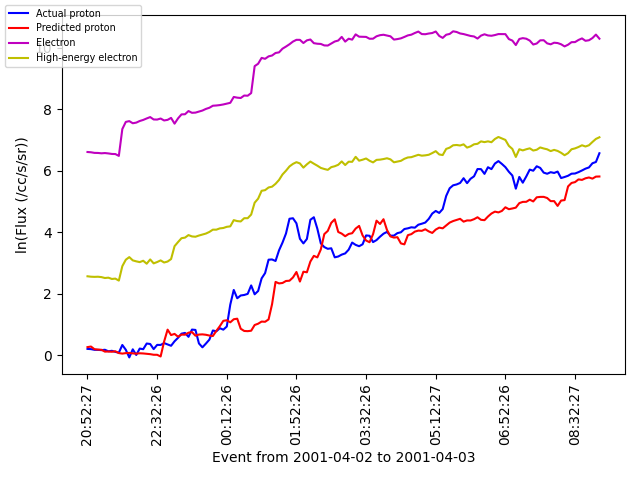 Actual proton
Predicted proton
Electron
High-energy electron
10
8
6
4
2
0
ln(Flux (/cc/s/sr))
20:52:27
22:32:26
00:12:26
01:52:26
03:32:26
05:12:27
06:52:26
08:32:27
Event from 2001-04-02 to 2001-04-03